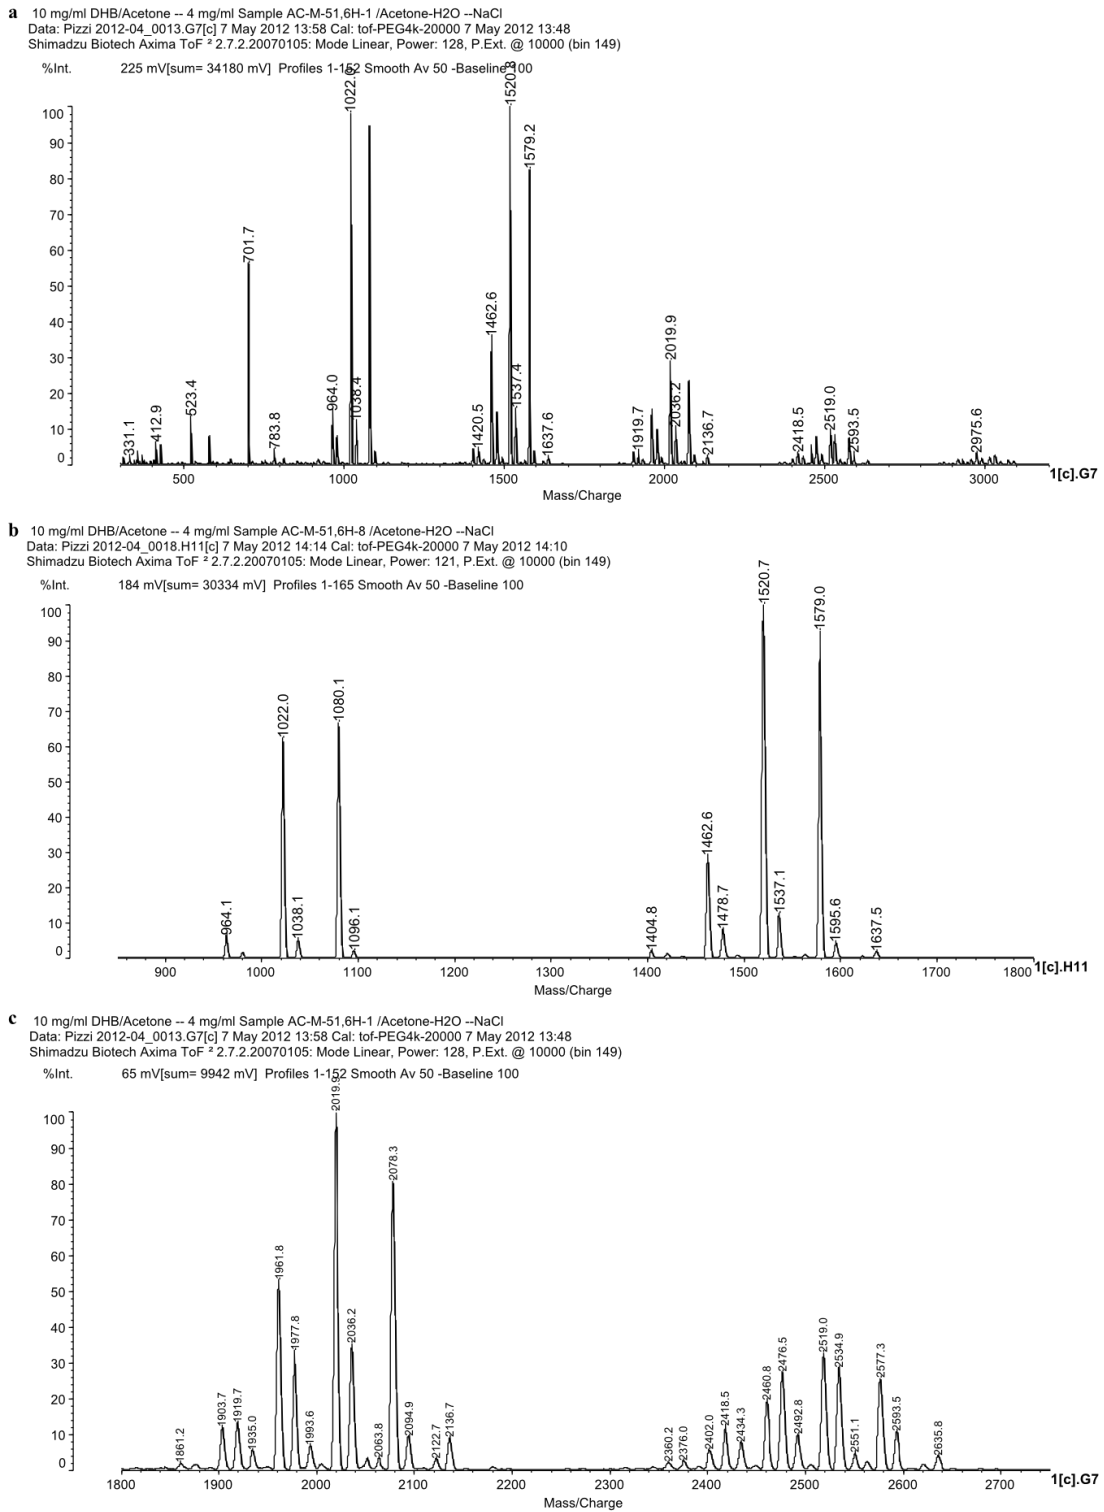 a 10 mg/ml DHB/Acetone -- 4 mg/ml Sample AC-M-51,6H-1 /Acetone-H2O --NaCl
Data: Pizzi 2012-04_0013.G7[c] 7 May 2012 13:58 Cal: tof-PEG4k-20000 7 May 2012 13:48
Shimadzu Biotech Axima ToF ² 2.7.2.20070105: Mode Linear, Power: 128, P.Ext. @ 10000 (bin 149)
%Int. 225 mV[sum= 34180 mV] Profiles 1-152 Smooth Av 50 -Baseline 100
100
90
80
70
60
50
40
30
20
10
0
331.1 412.9 523.4 701.7 783.8 964.0 1022.0 1038.4 1420.5 1462.6 1520.8 1537.4 1579.2 1637.6 1919.7 2019.9 2036.2 2136.7 2418.5 2519.0 2593.5 2975.6
500 1000 1500 2000 2500 3000
1[c].G7
Mass/Charge
b 10 mg/ml DHB/Acetone -- 4 mg/ml Sample AC-M-51,6H-8 /Acetone-H2O --NaCl
Data: Pizzi 2012-04_0018.H11[c] 7 May 2012 14:14 Cal: tof-PEG4k-20000 7 May 2012 14:10
Shimadzu Biotech Axima ToF ² 2.7.2.20070105: Mode Linear, Power: 121, P.Ext. @ 10000 (bin 149)
%Int. 184 mV[sum= 30334 mV] Profiles 1-165 Smooth Av 50 -Baseline 100
100
90
80
70
60
50
40
30
20
10
0
964.1 1022.0 1038.1 1080.1 1096.1 1404.8 1462.6 1478.7 1520.7 1537.1 1579.0 1595.6 1637.5
900 1000 1100 1200 1300 1400 1500 1600 1700 1800
1[c].H11
Mass/Charge
c 10 mg/ml DHB/Acetone -- 4 mg/ml Sample AC-M-51,6H-1 /Acetone-H2O --NaCl
Data: Pizzi 2012-04_0013.G7[c] 7 May 2012 13:58 Cal: tof-PEG4k-20000 7 May 2012 13:48
Shimadzu Biotech Axima ToF ² 2.7.2.20070105: Mode Linear, Power: 128, P.Ext. @ 10000 (bin 149)
%Int. 65 mV[sum= 9942 mV] Profiles 1-152 Smooth Av 50 -Baseline 100
100
90
80
70
60
50
40
30
20
10
0
1861.2 1903.7 1919.7 1935.0 1961.8 1977.8 1993.6 2019.9 2036.2 2063.8 2078.3 2094.9 2122.7 2136.7 2360.2 2376.0 2402.0 2418.5 2434.3 2460.8 2476.5 2492.8 2519.0 2534.9 2551.1 2577.3 2593.5 2635.8
1800 1900 2000 2100 2200 2300 2400 2500 2600 2700
1[c].G7
Mass/Charge